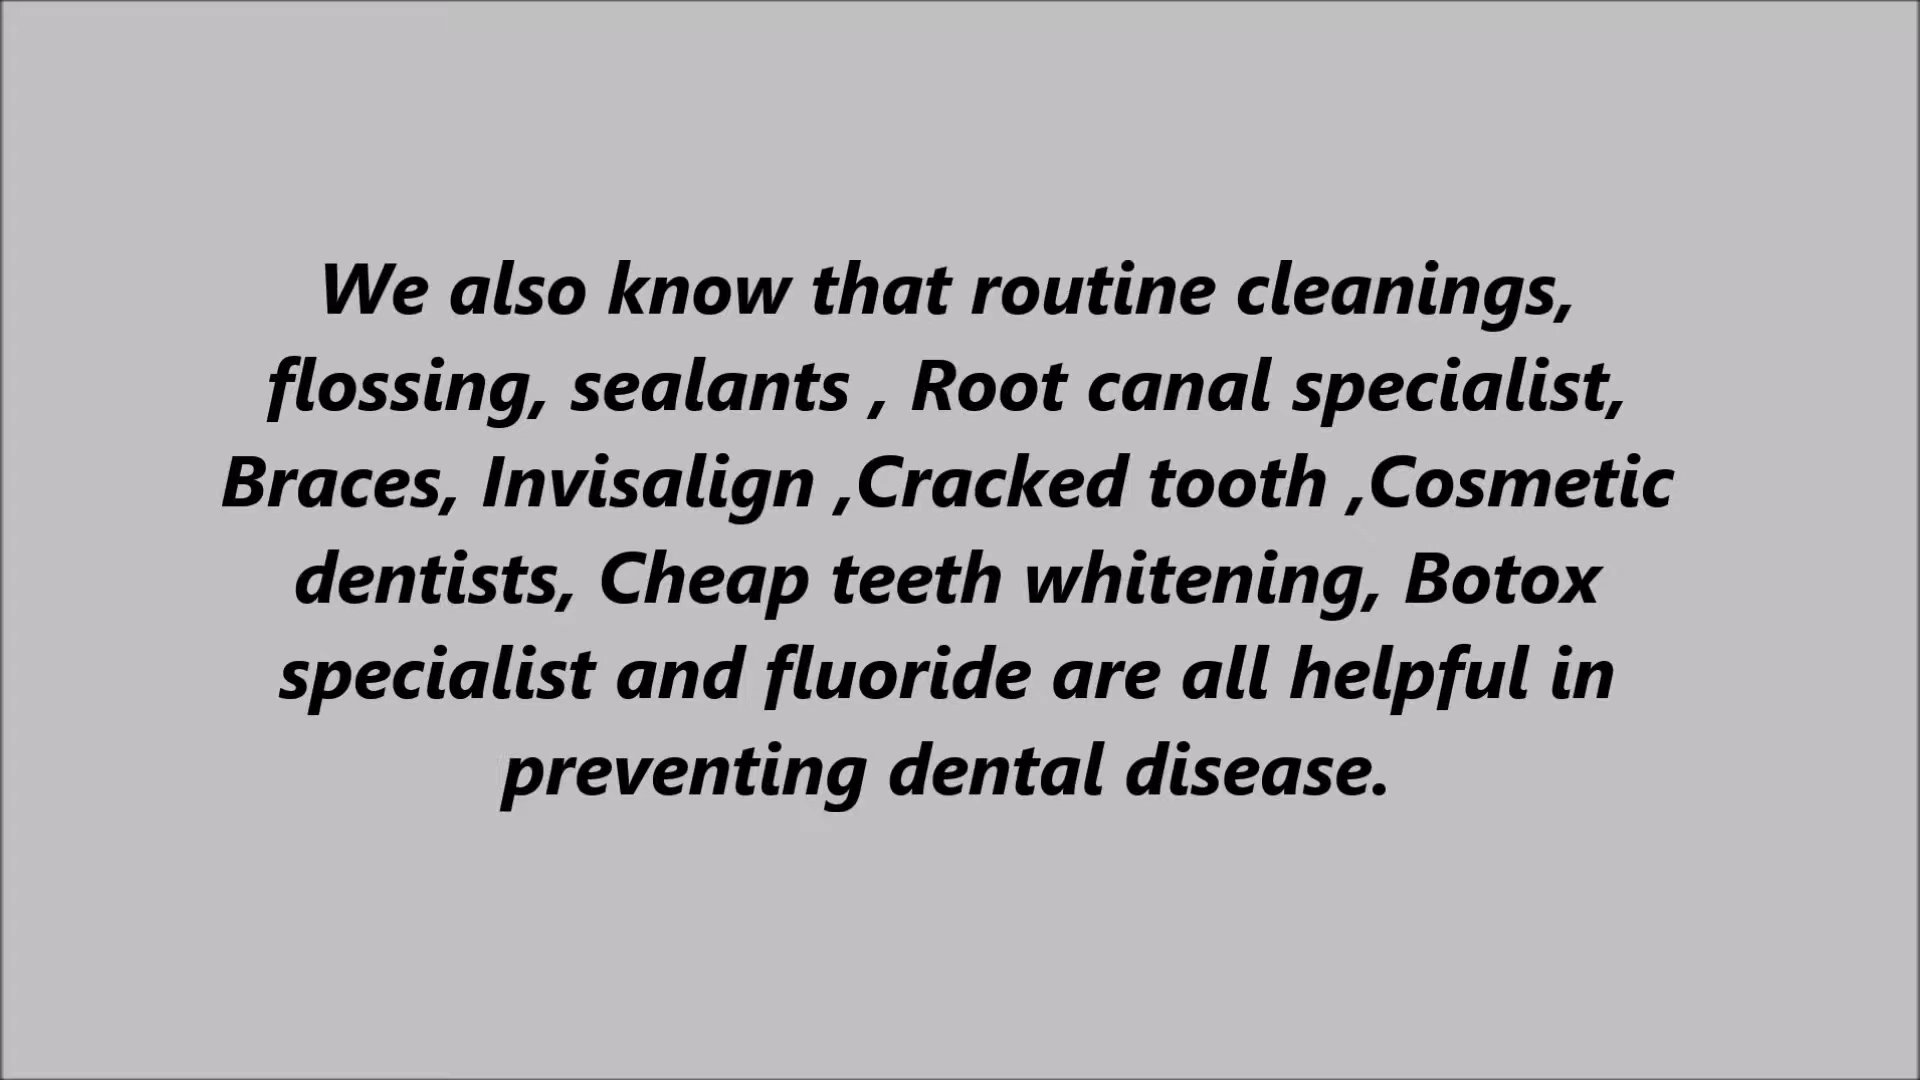 We also know that routine cleanings,
flossing, sealants , Root canal specialist,
Braces, Invisalign ,Cracked tooth ,Cosmetic
dentists, Cheap teeth whitening, Botox
specialist and fluoride are all helpful in
preventing dental disease.